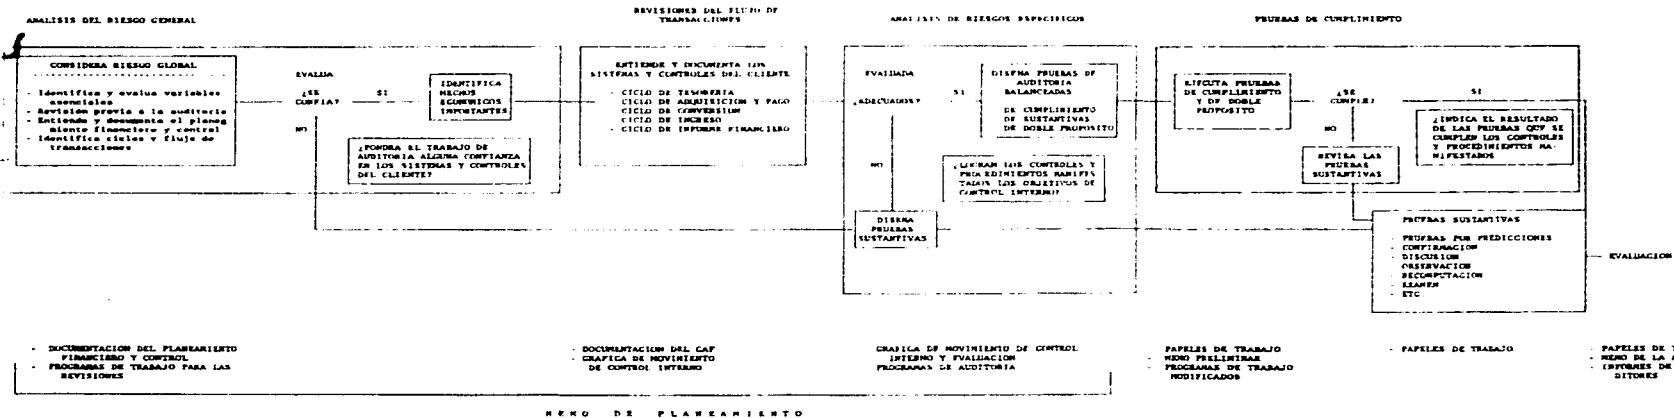 ANALISIS DEL RIESGO GENERAL
REVISIONES DEL FLUJO DE
TRANSACCIONES
ANALISIS DE RIESGOS ESPECIFICOS
PRUEBAS DE CUMPLIMIENTO
CONSIDERA RIESGO GLOBAL
- Identifica y evalua variables
esenciales
- Revisión previa a la auditoria
- Entiende y documenta el planea
miento financiero y control
- Identifica ciclos y flujo de
transacciones
EVALUA
¿SE
CONFIA?
SI
NO
IDENTIFICA
HECHOS
ECONOMICOS
IMPORTANTES
¿PONDRA EL TRABAJO DE
AUDITORIA ALGUNA CONFIANZA
EN LOS SISTEMAS Y CONTROLES
DEL CLIENTE?
ENTIENDE Y DOCUMENTA LOS
SISTEMAS Y CONTROLES DEL CLIENTE
- CICLO DE TESORERIA
- CICLO DE ADQUISICION Y PAGO
- CICLO DE CONVERSION
- CICLO DE INGRESO
- CICLO DE INFORME FINANCIERO
EVALUADA
¿ADECUADOS?
SI
NO
DISEÑA PRUEBAS DE
AUDITORIA
BALANCEADAS
DE CUMPLIMIENTO
DE SUSTANTIVAS
DE DOBLE PROPOSITO
¿LOGRAN LOS CONTROLES Y
PROCEDIMIENTOS MANIFES
TADOS LOS OBJETIVOS DE
CONTROL INTERNO?
DISEÑA
PRUEBAS
SUSTANTIVAS
EJECUTA PRUEBAS
DE CUMPLIMIENTO
Y DE DOBLE
PROPOSITO
¿SE
CUMPLE?
SI
NO
¿INDICA EL RESULTADO
DE LAS PRUEBAS QUE SE
CUMPLEN LOS CONTROLES
Y PROCEDIMIENTOS MA-
NIFESTADOS
REVISA LAS
PRUEBAS
SUSTANTIVAS
PRUEBAS SUSTANTIVAS
- PRUEBAS POR PREDICCIONES
- CONFIRMACION
- DISCUSION
- OBSERVACION
- RECOMPUTACION
- EXAMEN
- ETC.
EVALUACION
- DOCUMENTACION DEL PLANEAMIENTO
FINANCIERO Y CONTROL
- PROGRAMAS DE TRABAJO PARA LAS
REVISIONES
- DOCUMENTACION DEL CAF
- GRAFICA DE MOVIMIENTO
DE CONTROL INTERNO
GRAFICA DE MOVIMIENTO DE CONTROL
INTERNO Y EVALUACION
PROGRAMAS DE AUDITORIA
- PAPELES DE TRABAJO
- MEMO PRELIMINAR
- PROGRAMAS DE TRABAJO
MODIFICADOS
- PAPELES DE TRABAJO
- PAPELES DE T
- MEMO DE LA A
- INFORMES DE
DITORES
MEMO DE PLANEAMIENTO